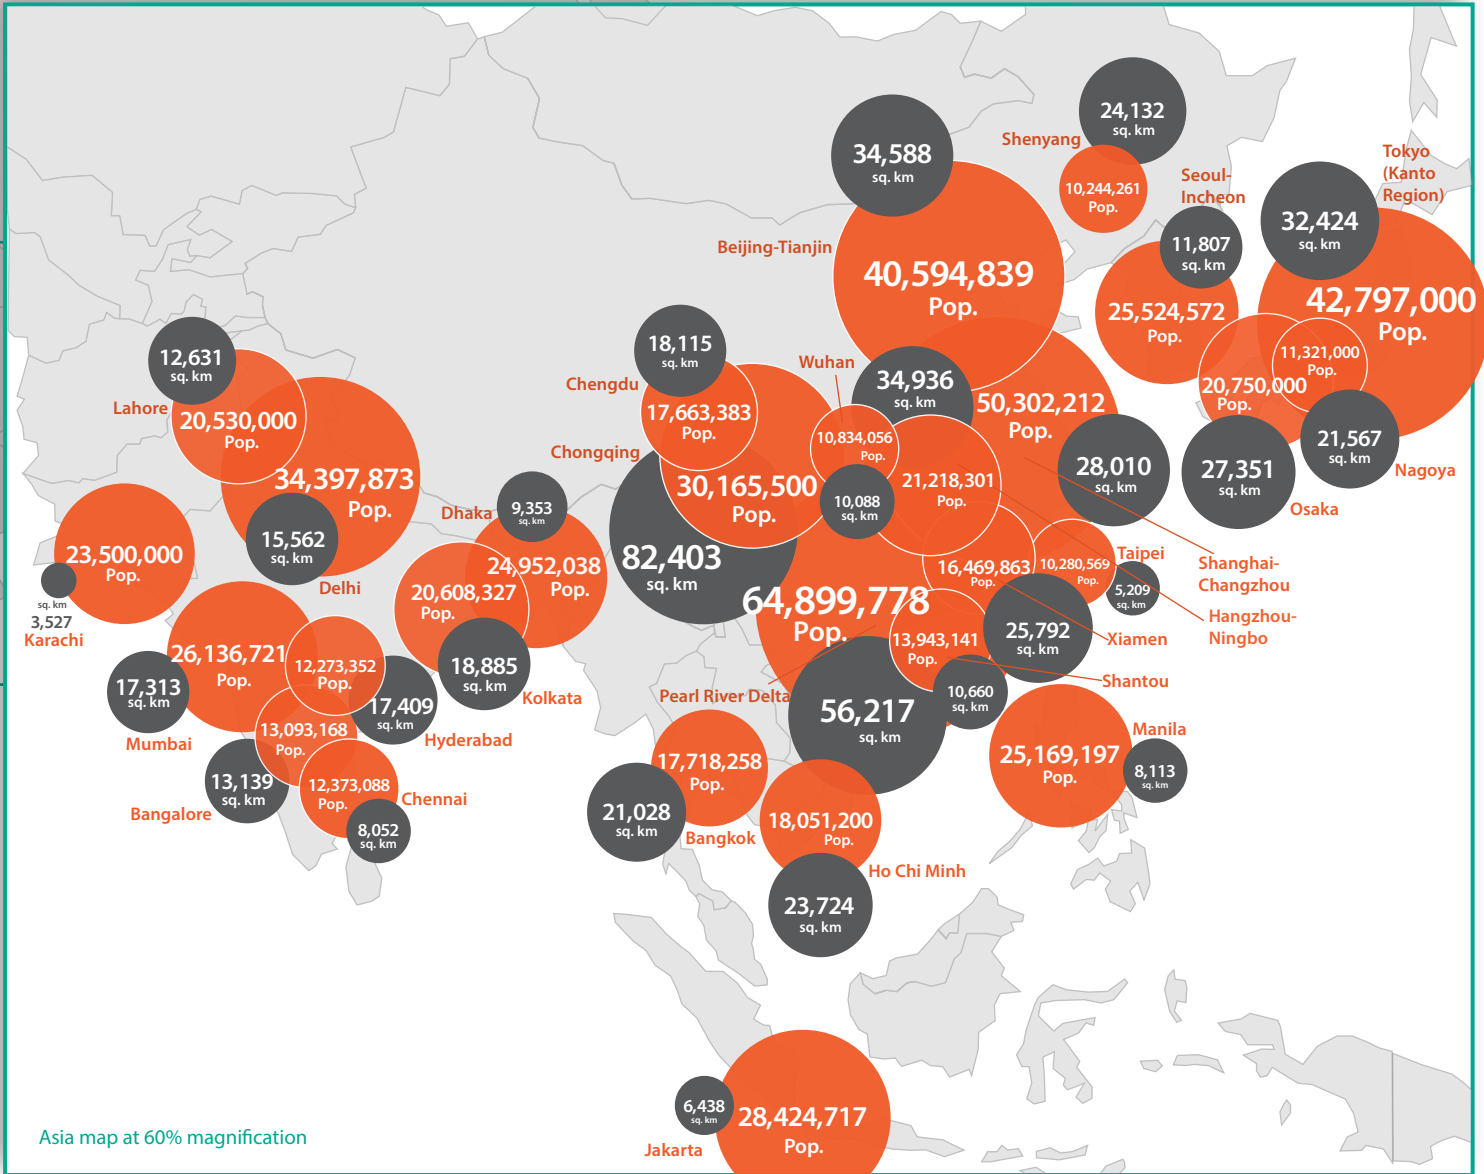 24,132
sq. km
Shenyang
10,244,261
Pop.
34,588
sq. km
Beijing-Tianjin
40,594,839
Pop.
Seoul-
Incheon
11,807
sq. km
25,524,572
Pop.
Tokyo
(Kanto
Region)
32,424
sq. km
42,797,000
Pop.
11,321,000
Pop.
20,750,000
Pop.
21,567
sq. km
Nagoya
27,351
sq. km
Osaka
12,631
sq. km
Lahore
20,530,000
Pop.
34,397,873
Pop.
15,562
sq. km
Delhi
23,500,000
Pop.
sq. km
3,527
Karachi
18,115
sq. km
Chengdu
17,663,383
Pop.
Chongqing
30,165,500
Pop.
82,403
sq. km
Wuhan
10,834,056
Pop.
10,088
sq. km
34,936
sq. km
50,302,212
Pop.
28,010
sq. km
21,218,301
Pop.
Shanghai-
Changzhou
Hangzhou-
Ningbo
16,469,863
Pop.
10,280,569
Pop.
Taipei
5,209
sq. km
Xiamen
25,792
sq. km
13,943,141
Pop.
Shantou
10,660
sq. km
64,899,778
Pop.
Pearl River Delta
56,217
sq. km
Dhaka
9,353
sq. km
24,952,038
Pop.
20,608,327
Pop.
18,885
sq. km
Kolkata
26,136,721
Pop.
17,313
sq. km
Mumbai
12,273,352
Pop.
17,409
sq. km
Hyderabad
13,093,168
Pop.
13,139
sq. km
Bangalore
12,373,088
Pop.
Chennai
8,052
sq. km
17,718,258
Pop.
21,028
sq. km
Bangkok
18,051,200
Pop.
Ho Chi Minh
23,724
sq. km
25,169,197
Pop.
Manila
8,113
sq. km
6,438
sq. km
Jakarta
28,424,717
Pop.
Asia map at 60% magnification